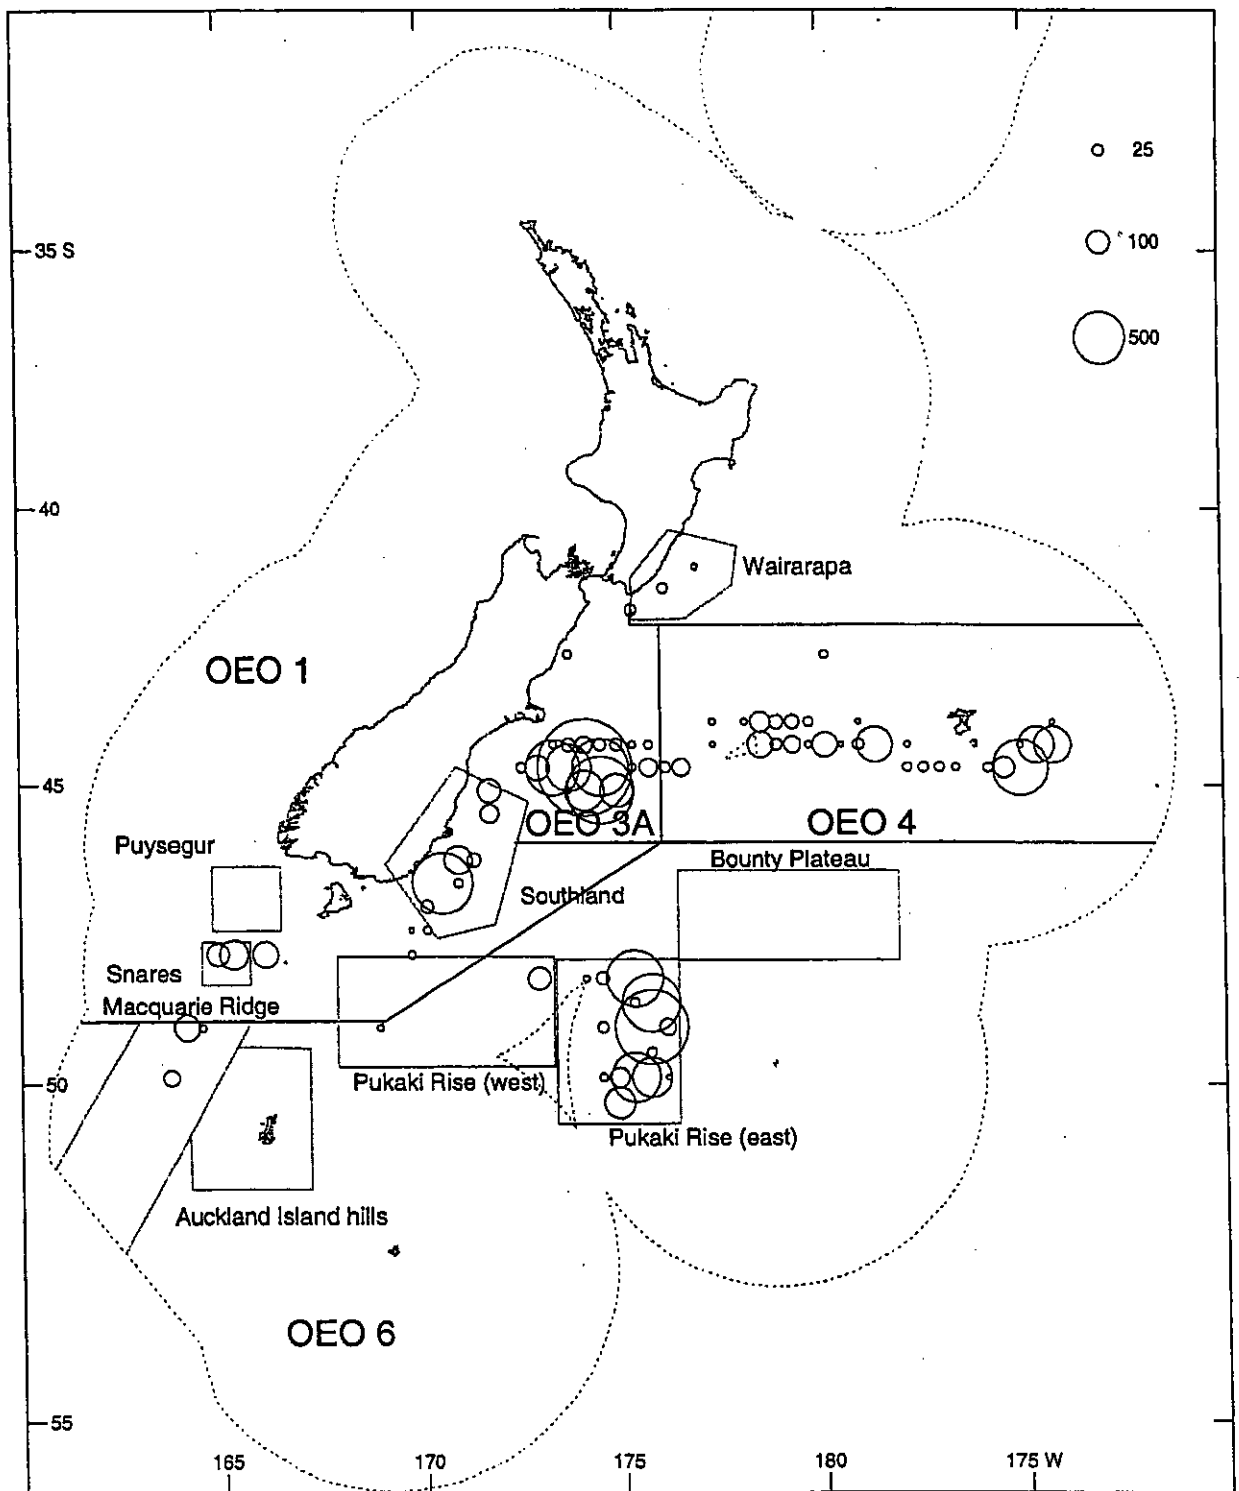 25
35 S
100
500
40
Wairarapa
OEO 1
45
OEO 3A
OEO 4
Puysegur
Bounty Plateau
Southland
Snares
Macquarie Ridge
50
Pukaki Rise (west)
Pukaki Rise (east)
Auckland Island hills
OEO 6
55
165
170
175
180
175 W